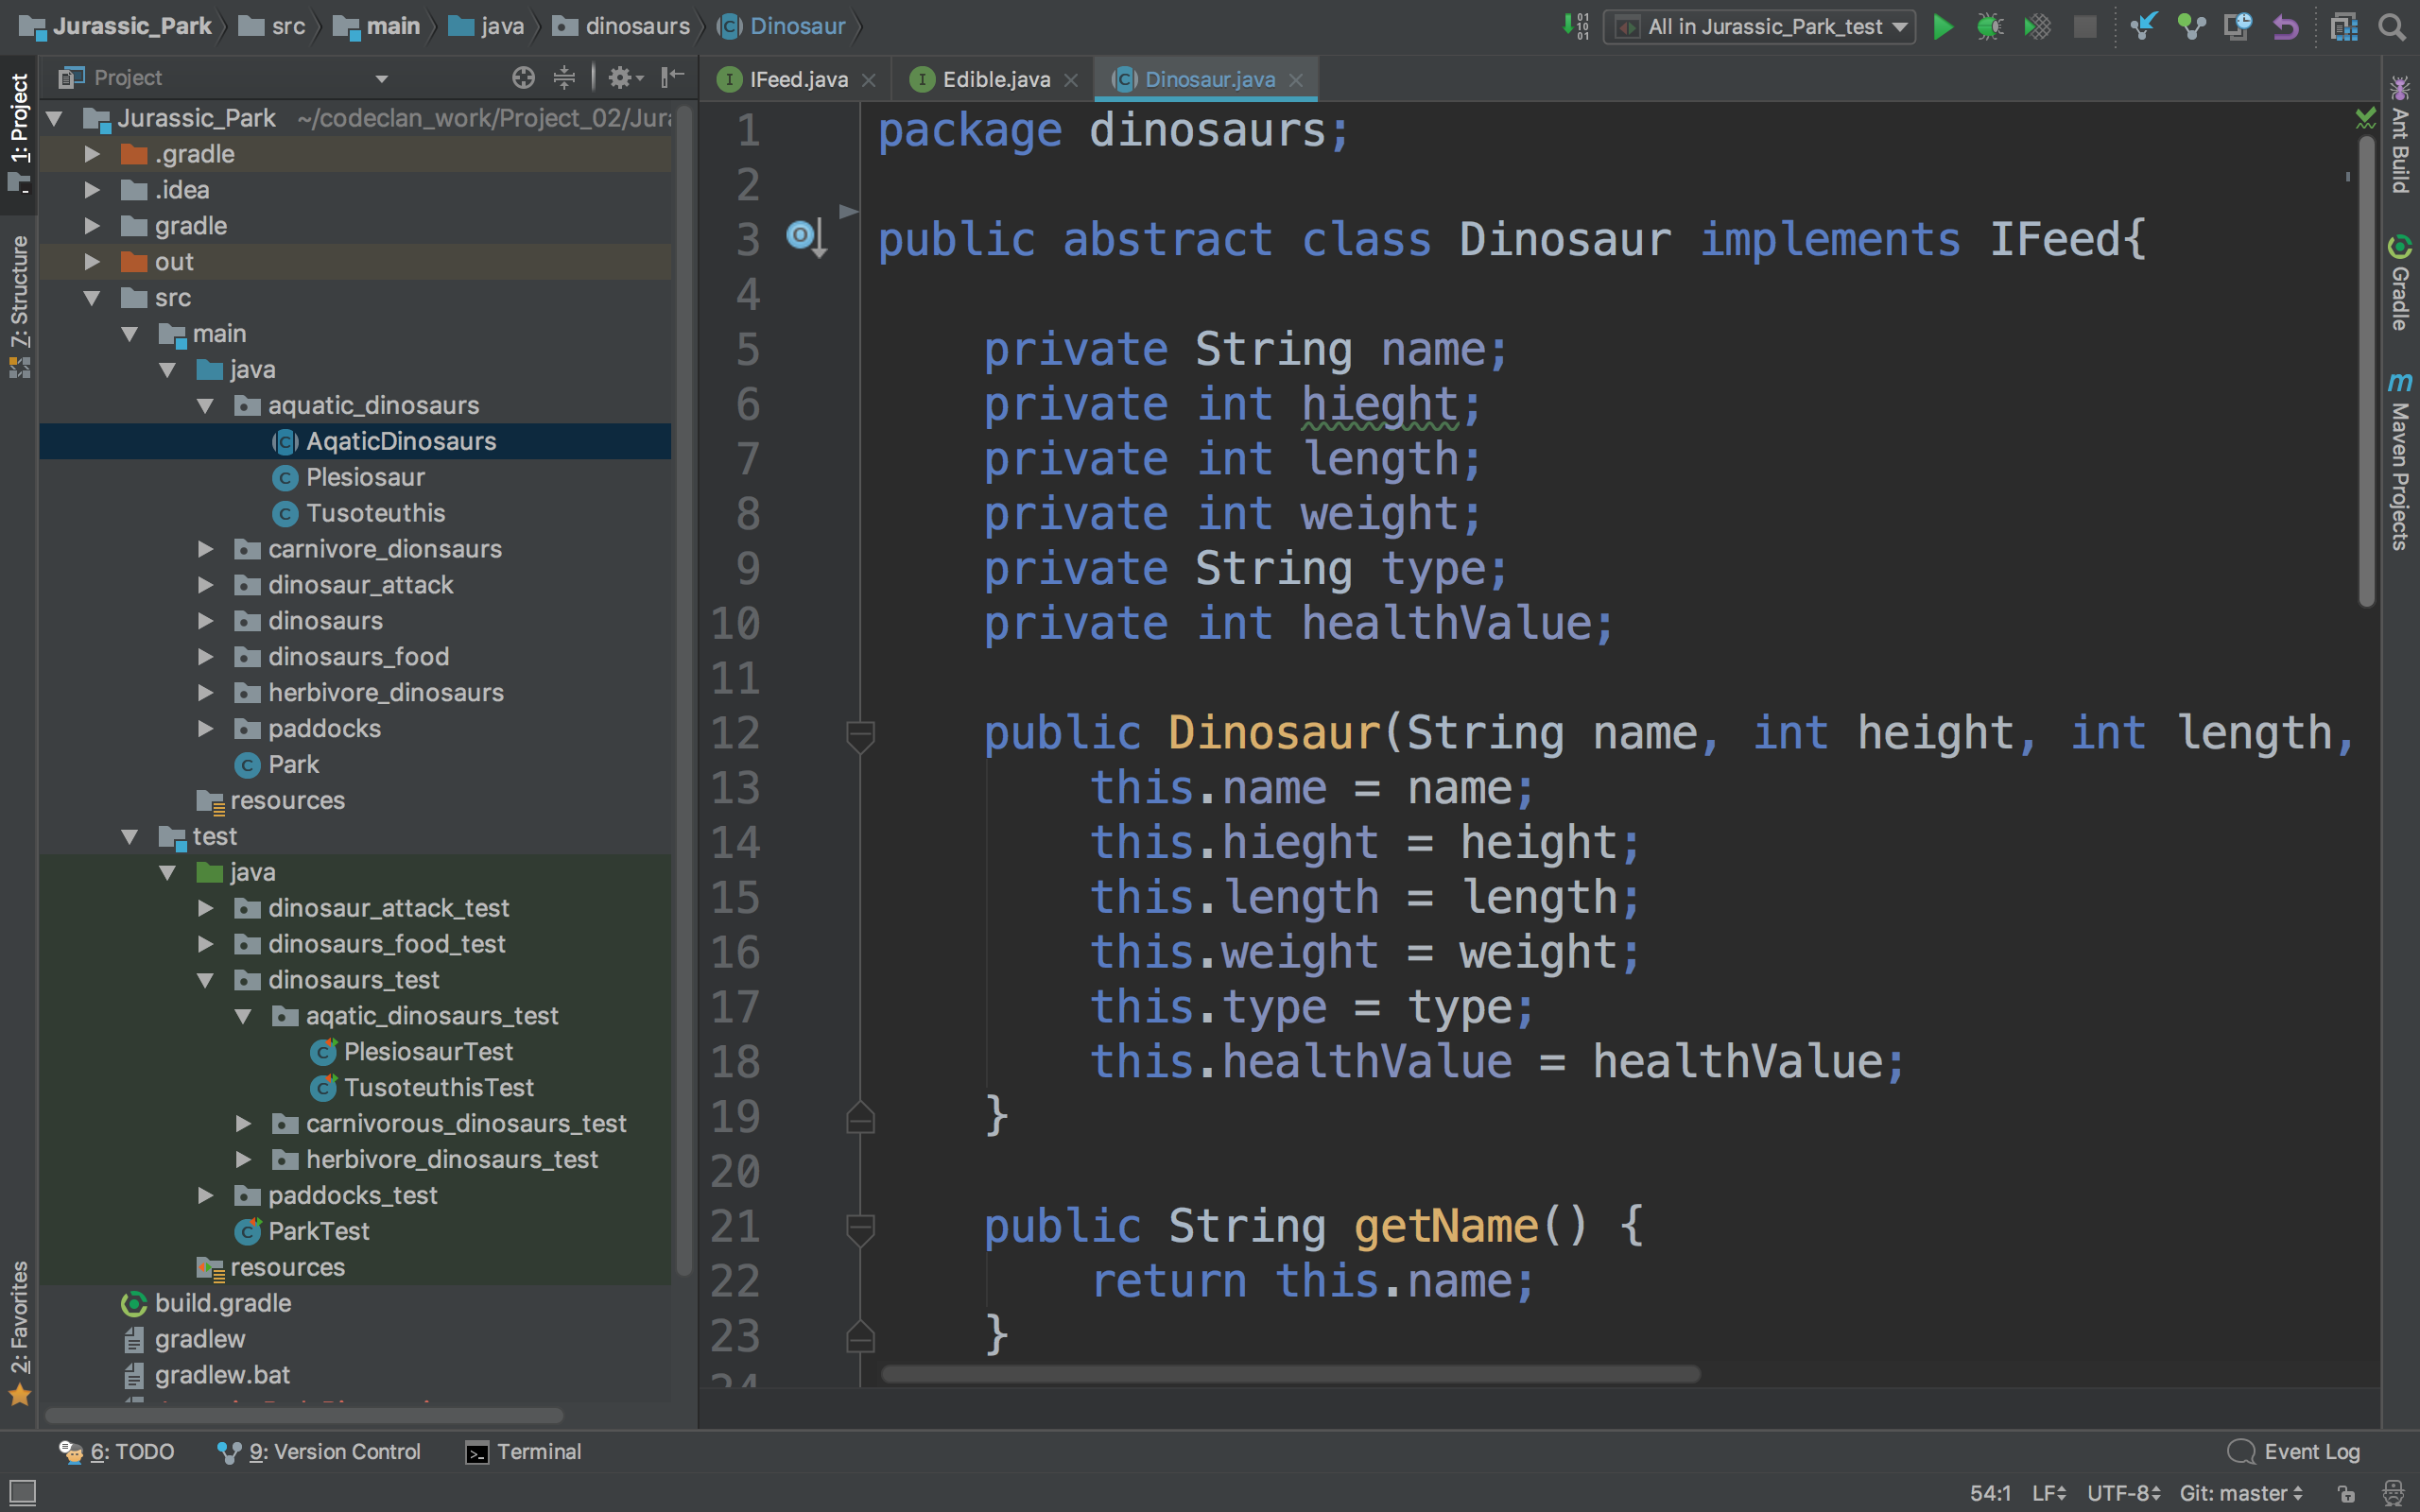 Jurassic_Park src main java dinosaurs Dinosaur
All in Jurassic_Park_test
Project
IFeed.java Edible.java Dinosaur.java
1: Project
Z: Structure
2: Favorites
Jurassic_Park ~/codeclan_work/Project_02/Jura
.gradle
.idea
gradle
out
src
main
java
aquatic_dinosaurs
AqaticDinosaurs
Plesiosaur
Tusoteuthis
carnivore_dionsaurs
dinosaur_attack
dinosaurs
dinosaurs_food
herbivore_dinosaurs
paddocks
Park
resources
test
java
dinosaur_attack_test
dinosaurs_food_test
dinosaurs_test
aqatic_dinosaurs_test
PlesiosaurTest
TusoteuthisTest
carnivorous_dinosaurs_test
herbivore_dinosaurs_test
paddocks_test
ParkTest
resources
build.gradle
gradlew
gradlew.bat
1 package dinosaurs;
2
3 public abstract class Dinosaur implements IFeed{
4
5 private String name;
6 private int hieght;
7 private int length;
8 private int weight;
9 private String type;
10 private int healthValue;
11
12 public Dinosaur(String name, int height, int length,
13 this.name = name;
14 this.hieght = height;
15 this.length = length;
16 this.weight = weight;
17 this.type = type;
18 this.healthValue = healthValue;
19 }
20
21 public String getName() {
22 return this.name;
23 }
24
Ant Build
Gradle
Maven Projects
6: TODO 9: Version Control Terminal Event Log
54:1 LF UTF-8 Git: master